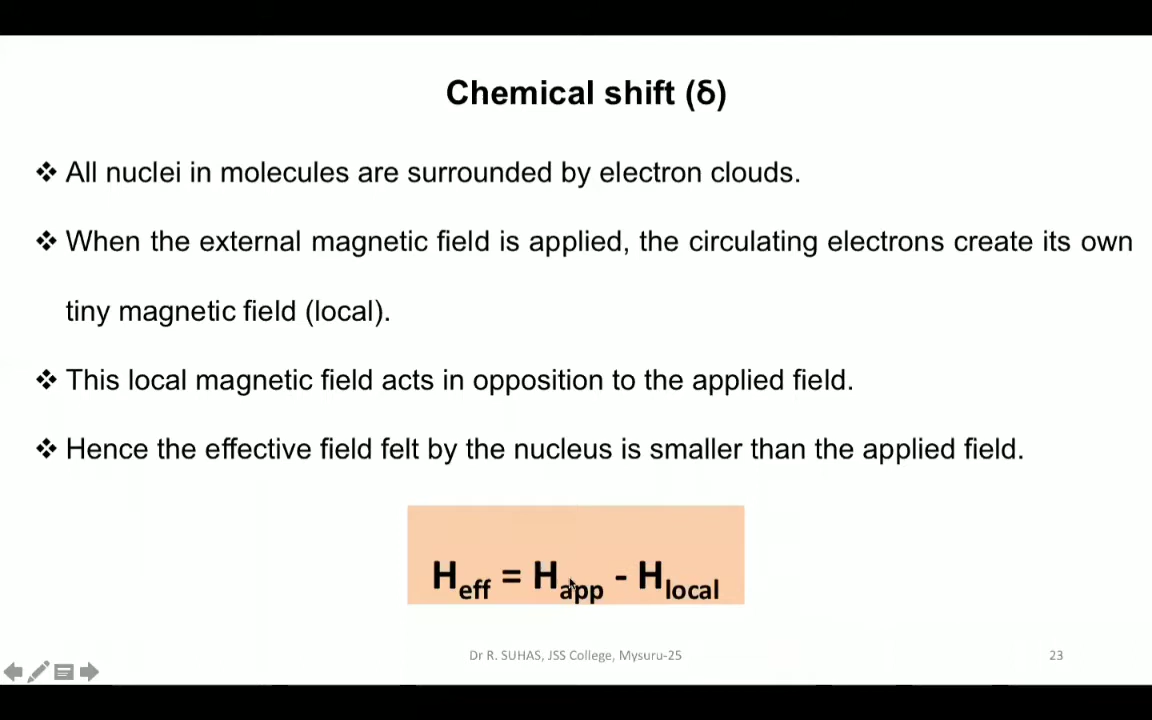 Chemical shift (δ)
❖ All nuclei in molecules are surrounded by electron clouds.
❖ When the external magnetic field is applied, the circulating electrons create its own
tiny magnetic field (local).
❖ This local magnetic field acts in opposition to the applied field.
❖ Hence the effective field felt by the nucleus is smaller than the applied field.
Heff = Happ - Hlocal
Dr R. SUHAS, JSS College, Mysuru-25
23